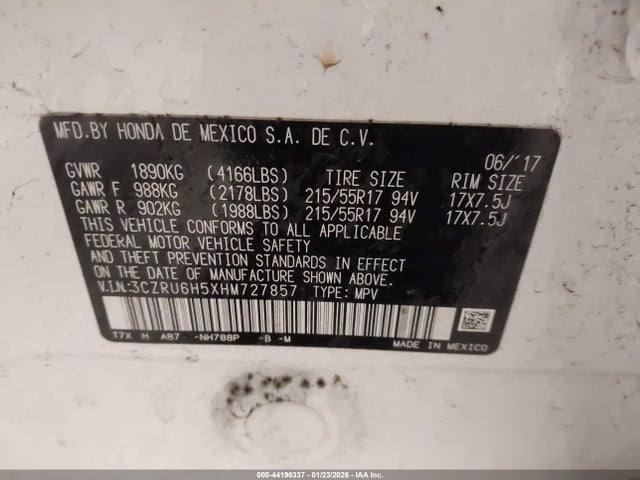 MFD.BY HONDA DE MEXICO S.A. DE C.V.
06/'17
GVWR 1890KG (4166LBS) TIRE SIZE RIM SIZE
GAWR F 988KG (2178LBS) 215/55R17 94V 17X7.5J
GAWR R 902KG (1988LBS) 215/55R17 94V 17X7.5J
THIS VEHICLE CONFORMS TO ALL APPLICABLE
FEDERAL MOTOR VEHICLE SAFETY
AND THEFT PREVENTION STANDARDS IN EFFECT
ON THE DATE OF MANUFACTURE SHOWN ABOVE.
V.I.N:3CZRU6H5XHM727857 TYPE: MPV
T7X H AB7 -NH788P -B -M
MADE IN MEXICO
000-44196337 - 01/23/2026 - IAA Inc.